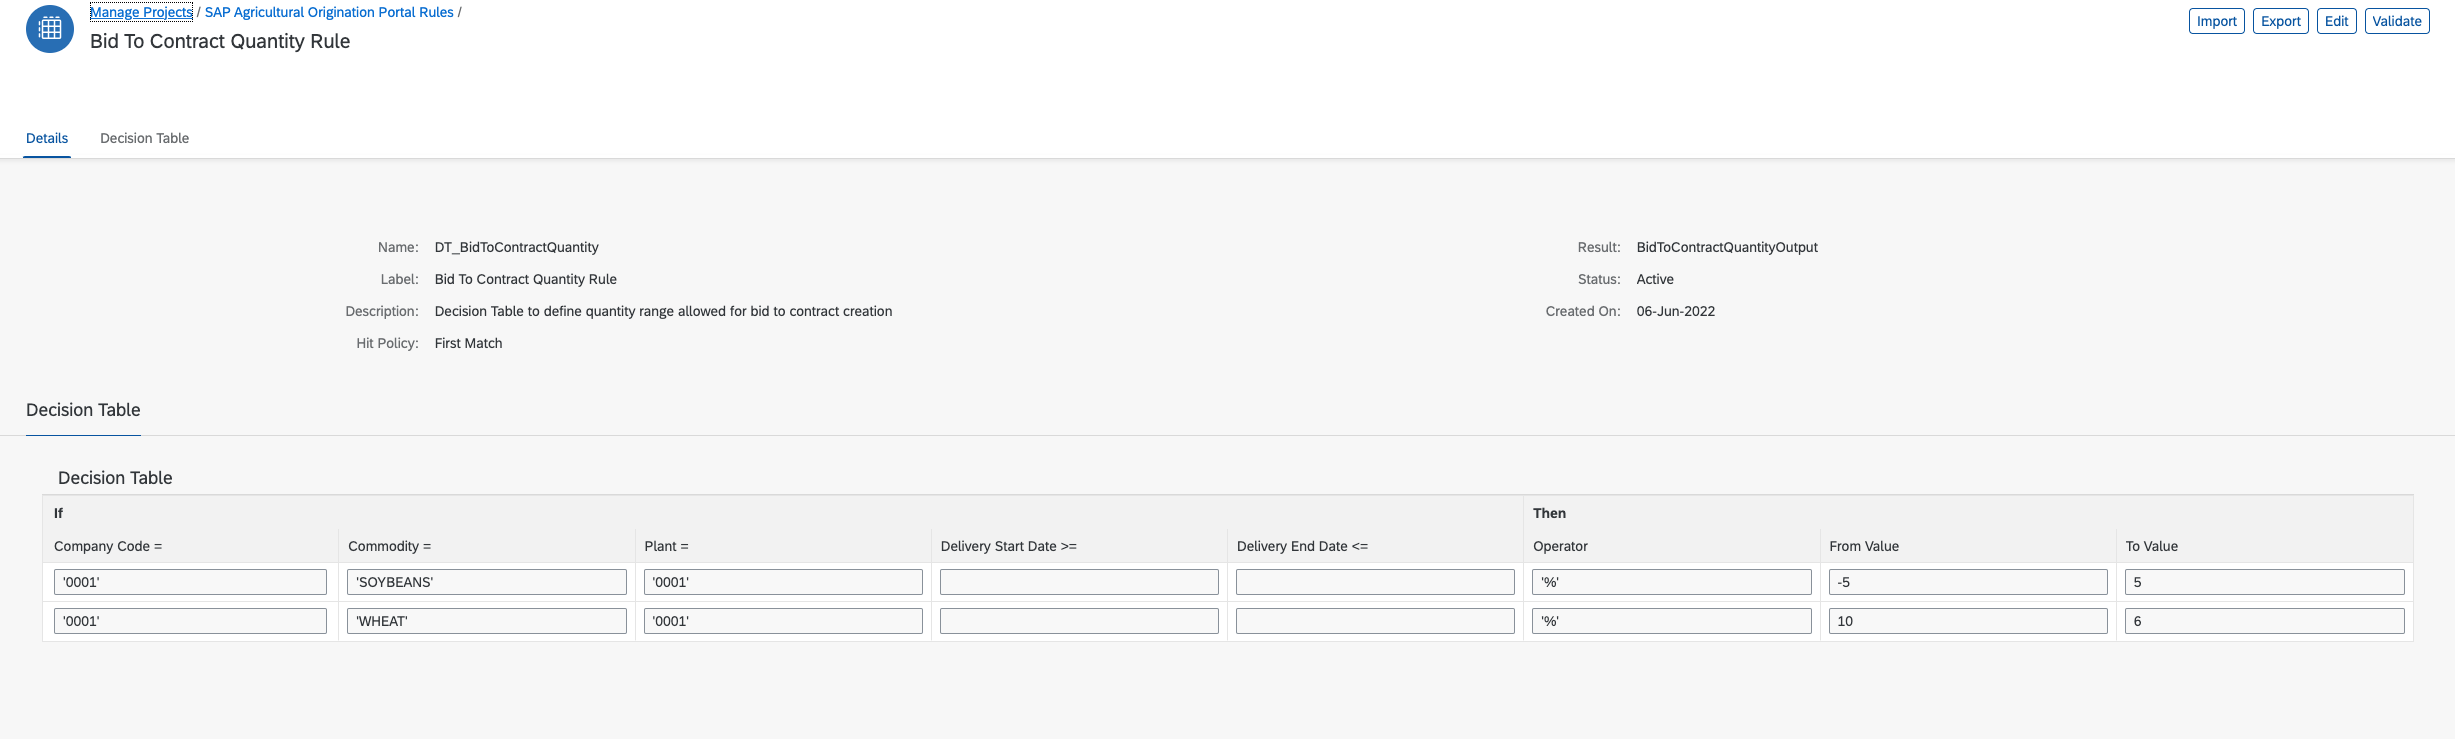 Manage Projects / SAP Agricultural Origination Portal Rules /
Bid To Contract Quantity Rule
Import Export Edit Validate
Details Decision Table
Name: DT_BidToContractQuantity
Label: Bid To Contract Quantity Rule
Description: Decision Table to define quantity range allowed for bid to contract creation
Hit Policy: First Match
Result: BidToContractQuantityOutput
Status: Active
Created On: 06-Jun-2022
Decision Table
Decision Table
If Then
Company Code = Commodity = Plant = Delivery Start Date >= Delivery End Date <= Operator From Value To Value
'0001' 'SOYBEANS' '0001' '%' -5 5
'0001' 'WHEAT' '0001' '%' 10 6